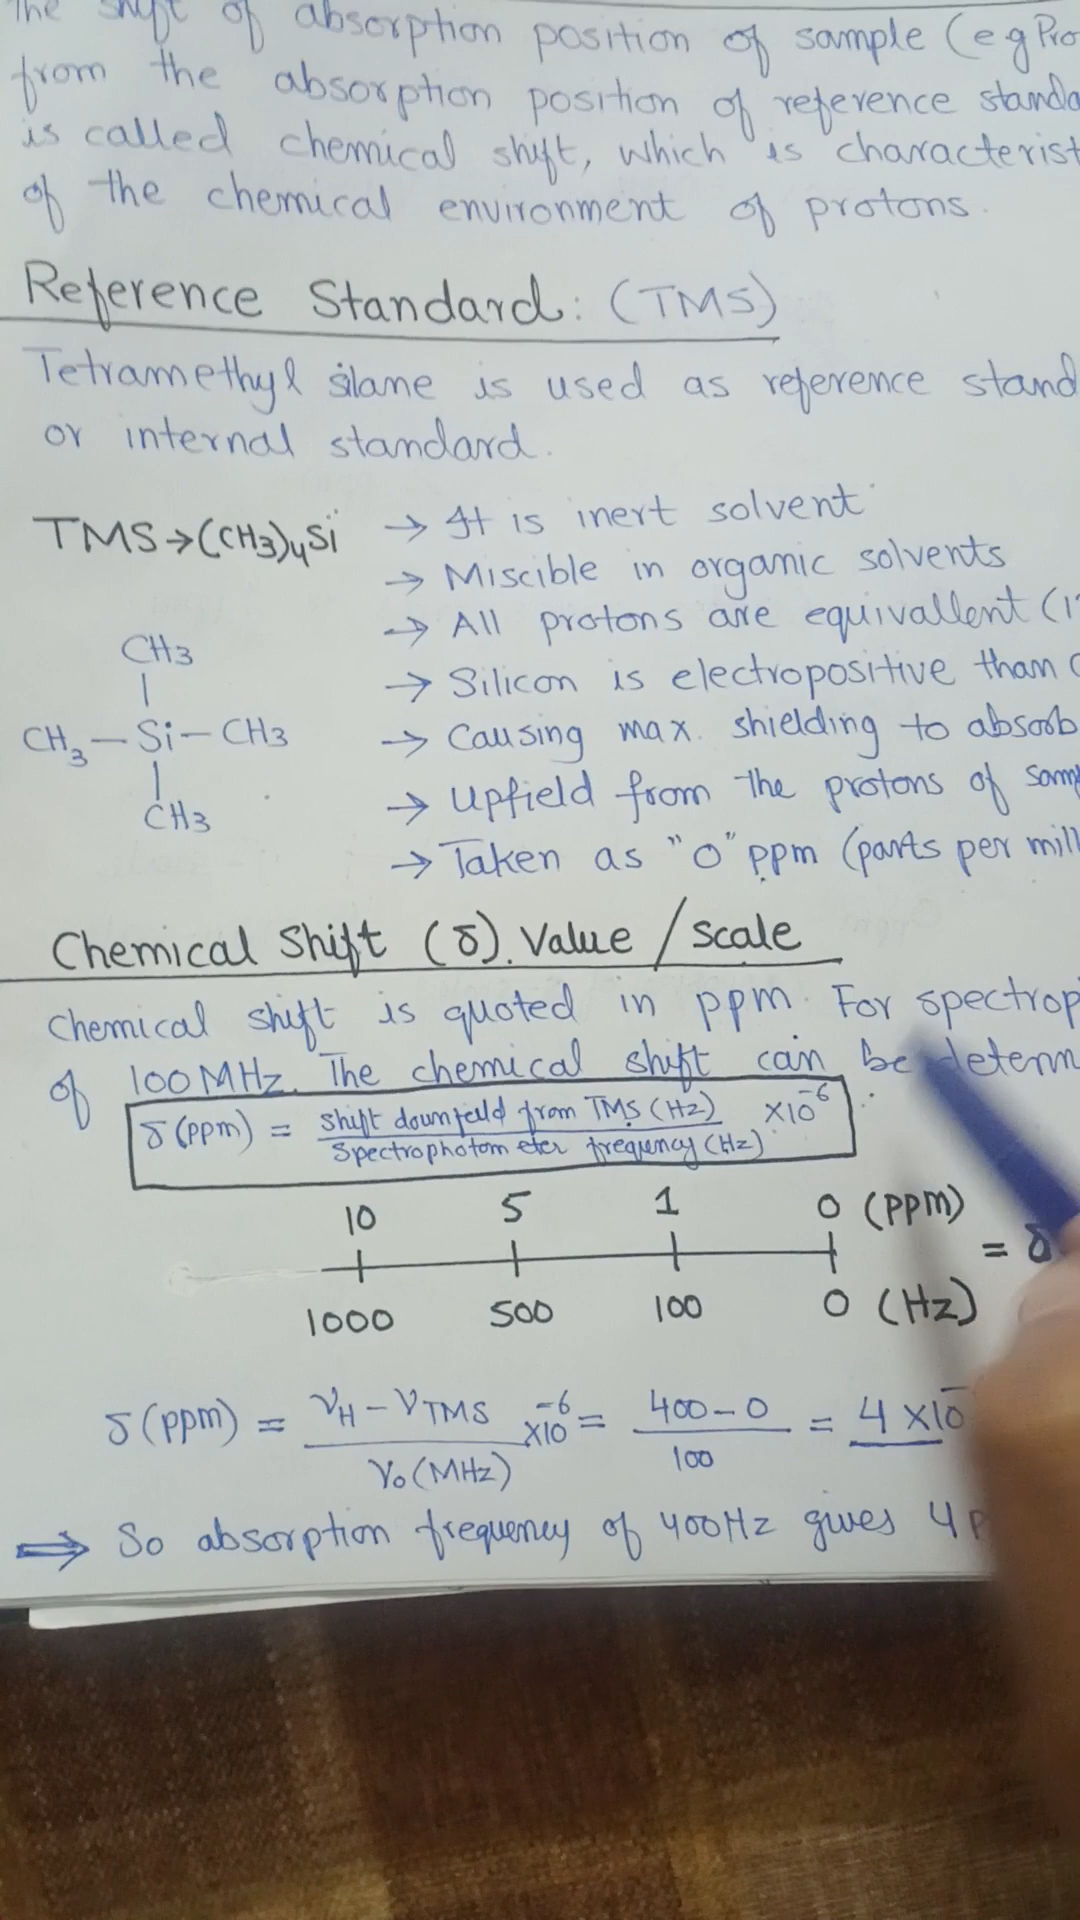 The shift of absorption position of sample (eg Pro
from the absorption position of reference standa
is called chemical shift, which is characterist
of the chemical environment of protons.
Reference Standard: (TMS)
Tetramethyl silane is used as reference stand
or internal standard.
TMS→(CH3)4Si
→ It is inert solvent
→ Miscible in organic solvents
→ All protons are equivallent (1
→ Silicon is electropositive than C
→ Causing max. shielding to absorb
→ Upfield from the protons of sam
→ Taken as "0" ppm (parts per mill
CH3
|
CH3 — Si — CH3
|
CH3
Chemical Shift (δ). Value / scale
Chemical shift is quoted in ppm. For spectrop
of 100 MHz. The chemical shift can be determ
δ (ppm) = Shift downfeild from TMS (Hz) / Spectrophotometer frequency (Hz) ×10⁻⁶
10 5 1 0 (ppm)
= δ
1000 500 100 0 (Hz)
δ (ppm) = νH – νTMS / ν₀ (MHz) ×10⁻⁶ = 400-0 / 100 = 4 ×10⁻
⇒ So absorption frequency of 400Hz gives 4 p